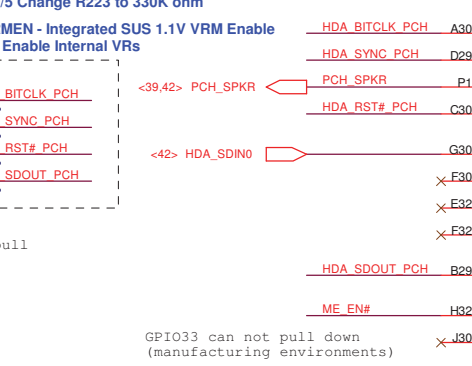 /5 Change R223 to 330K ohm
MEN - Integrated SUS 1.1V VRM Enable
Enable Internal VRs
HDA_BITCLK_PCH A30
HDA_SYNC_PCH D29
<39,42> PCH_SPKR PCH_SPKR P1
HDA_RST#_PCH C30
BITCLK_PCH
SYNC_PCH
RST#_PCH
SDOUT_PCH
<42> HDA_SDIN0 G30
F30
E32
F32
pull
HDA_SDOUT_PCH B29
ME_EN# H32
J30
GPIO33 can not pull down
(manufacturing environments)